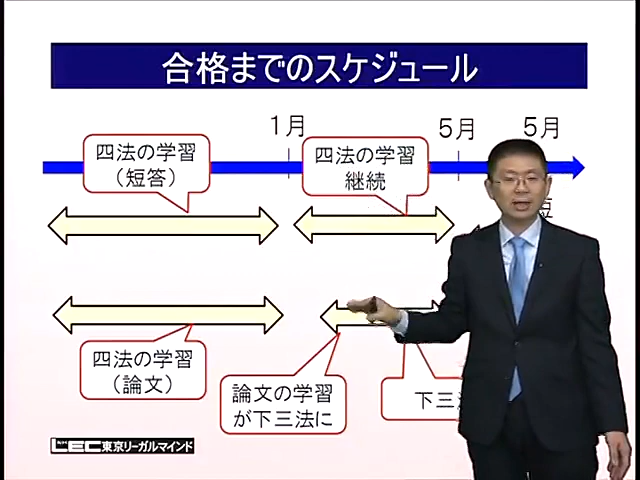 合格までのスケジュール
1月
5月
5月
四法の学習
（短答）
四法の学習
継続
短
四法の学習
（論文）
論文の学習
が下三法に
下三
LEC東京リーガルマインド